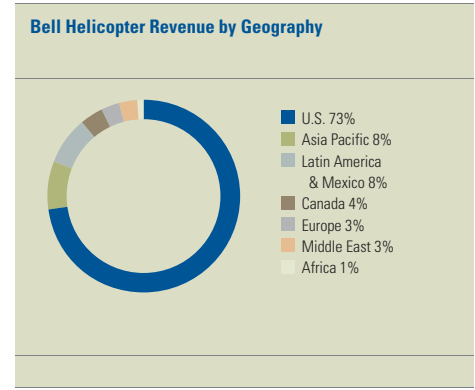 Bell Helicopter Revenue by Geography
U.S. 73%
Asia Pacific 8%
Latin America
& Mexico 8%
Canada 4%
Europe 3%
Middle East 3%
Africa 1%